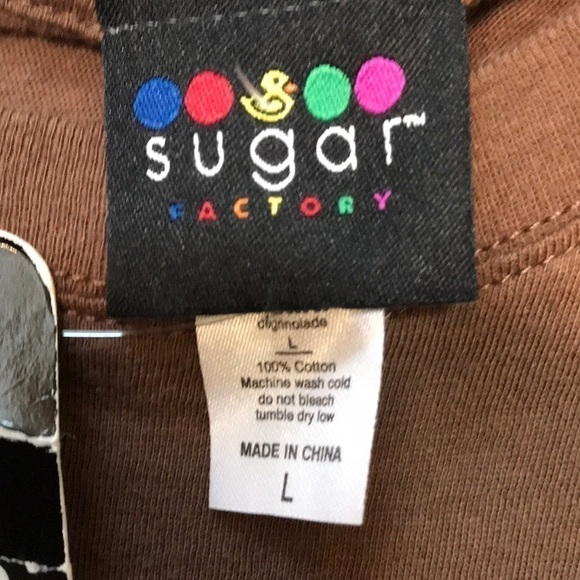 sugar™
FACTORY
L
100% Cotton
Machine wash cold
do not bleach
tumble dry low
MADE IN CHINA
L